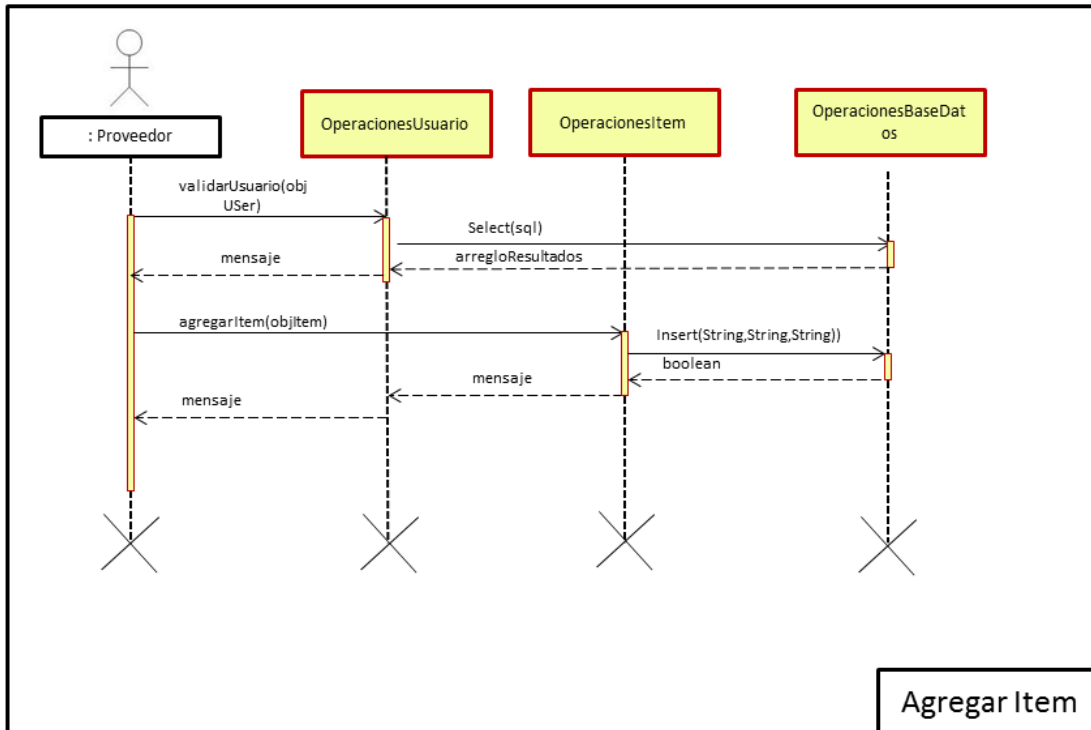 : Proveedor
OperacionesUsuario
OperacionesItem
OperacionesBaseDat
os
validarUsuario(obj
USer)
Select(sql)
arregloResultados
mensaje
agregarItem(objItem)
Insert(String,String,String))
boolean
mensaje
mensaje
Agregar Item